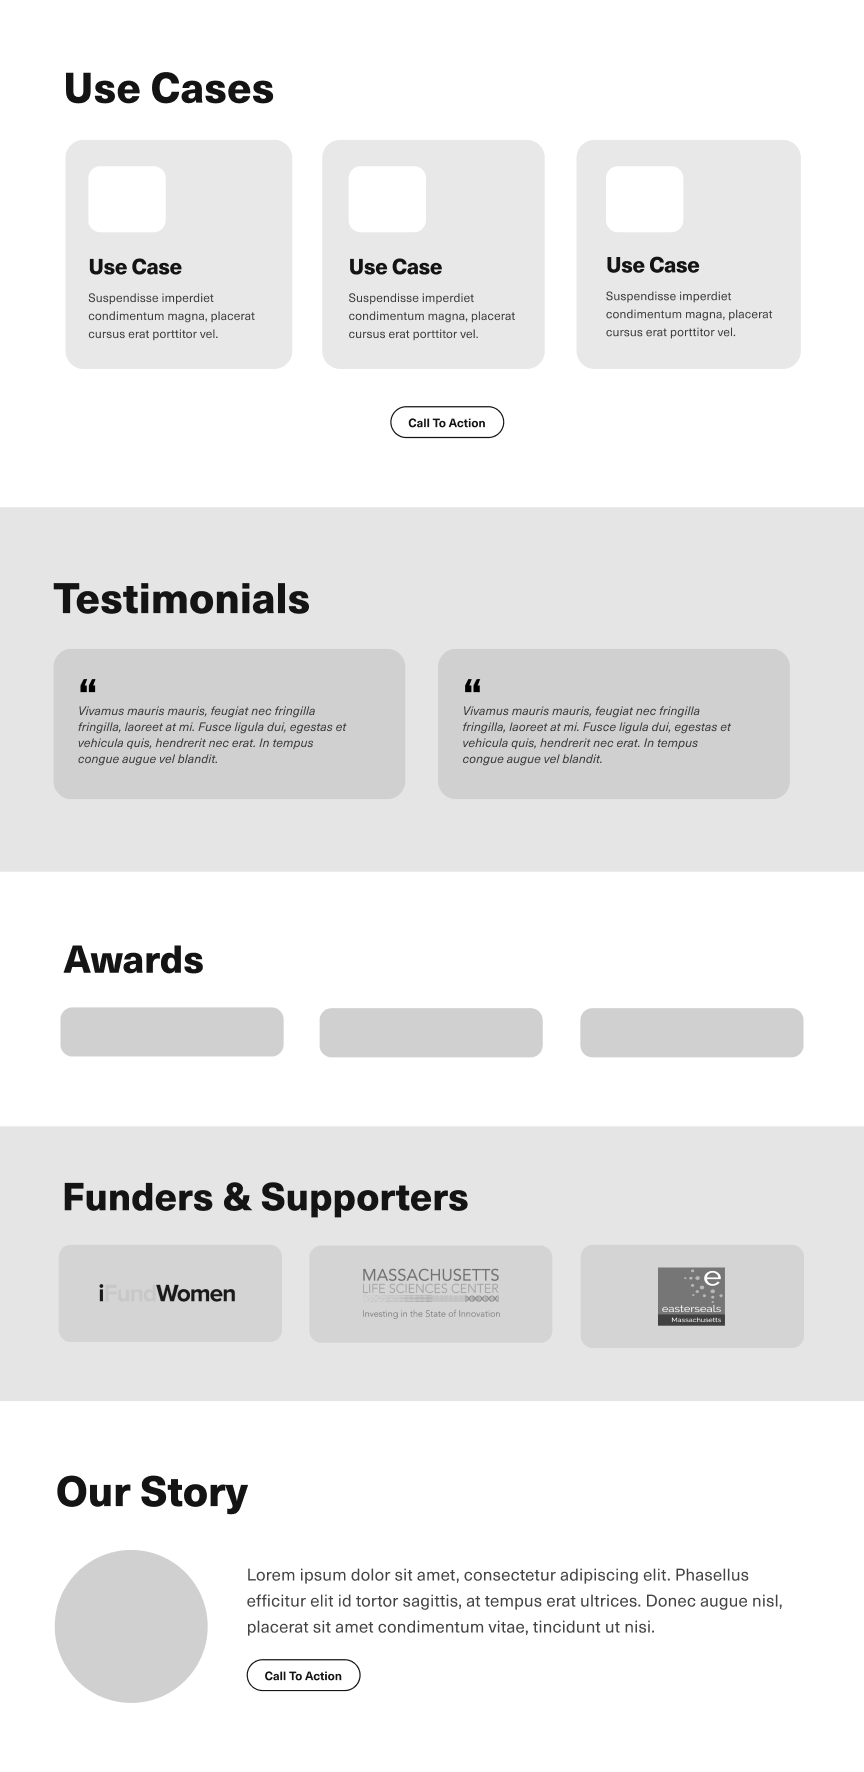 Use Cases
Use Case
Suspendisse imperdiet
condimentum magna, placerat
cursus erat porttitor vel.
Use Case
Suspendisse imperdiet
condimentum magna, placerat
cursus erat porttitor vel.
Use Case
Suspendisse imperdiet
condimentum magna, placerat
cursus erat porttitor vel.
Call To Action
Testimonials
“
Vivamus mauris mauris, feugiat nec fringilla
fringilla, laoreet at mi. Fusce ligula dui, egestas et
vehicula quis, hendrerit nec erat. In tempus
congue augue vel blandit.
“
Vivamus mauris mauris, feugiat nec fringilla
fringilla, laoreet at mi. Fusce ligula dui, egestas et
vehicula quis, hendrerit nec erat. In tempus
congue augue vel blandit.
Awards
Funders & Supporters
iFundWomen
MASSACHUSETTS
LIFE SCIENCES CENTER
Investing in the State of Innovation
e
easterseals
Massachusetts
Our Story
Lorem ipsum dolor sit amet, consectetur adipiscing elit. Phasellus
efficitur elit id tortor sagittis, at tempus erat ultrices. Donec augue nisl,
placerat sit amet condimentum vitae, tincidunt ut nisi.
Call To Action